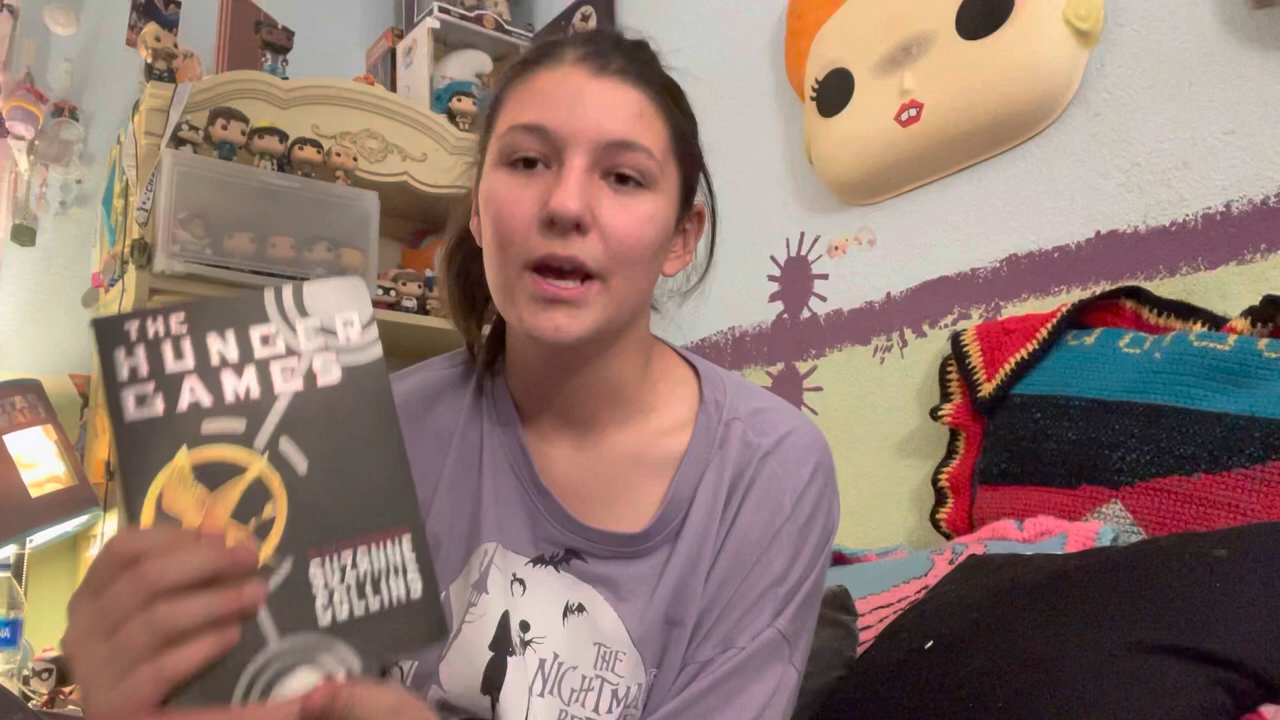 THE
HUNGER
GAMES
SUZANNE
COLLINS
THE
NIGHTMA